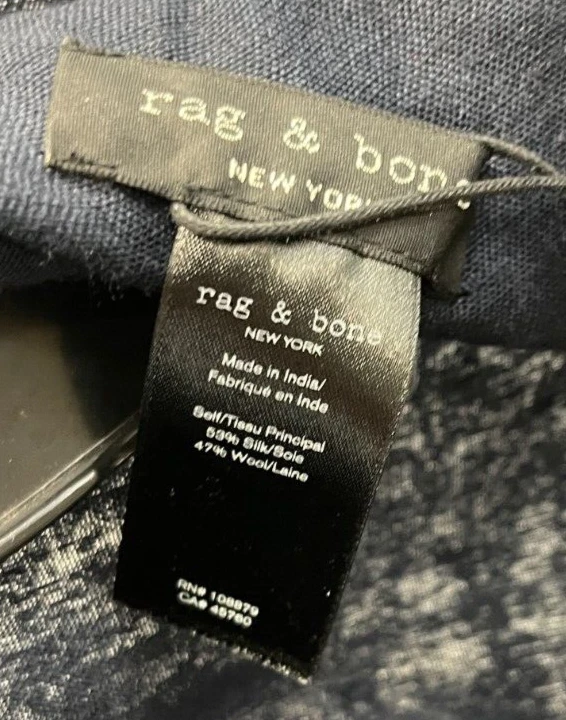 rag & bone
NEW YORK
rag & bone
NEW YORK
Made in India/
Fabriqué en Inde
Self/Tissu Principal
53% Silk/Soie
47% Wool/Laine
RN# 108879
CA# 49760